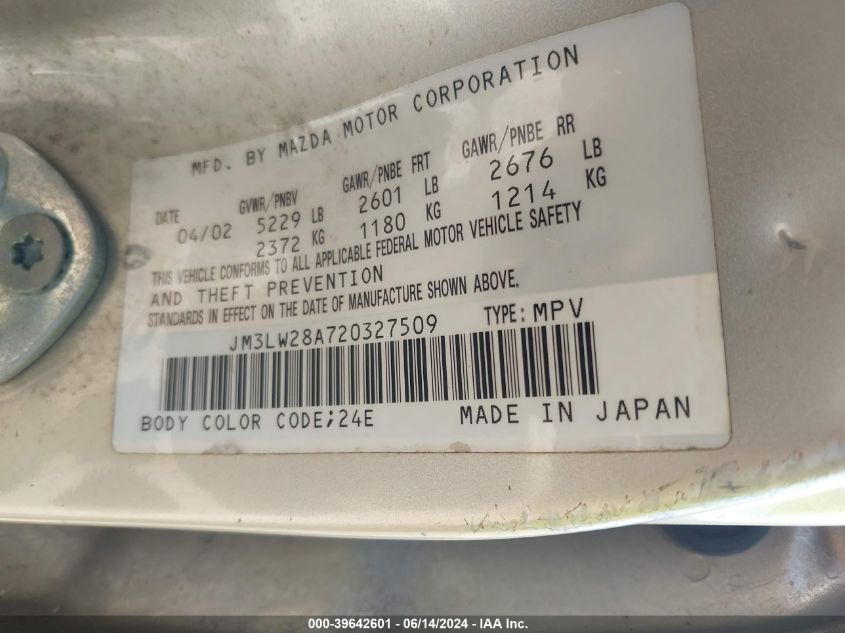 MFD. BY MAZDA MOTOR CORPORATION
DATE GVWR/PNBV GAWR/PNBE FRT GAWR/PNBE RR
04/02 5229 LB 2601 LB 2676 LB
2372 KG 1180 KG 1214 KG
THIS VEHICLE CONFORMS TO ALL APPLICABLE FEDERAL MOTOR VEHICLE SAFETY
AND THEFT PREVENTION
STANDARDS IN EFFECT ON THE DATE OF MANUFACTURE SHOWN ABOVE.
JM3LW28A720327509 TYPE: MPV
BODY COLOR CODE;24E MADE IN JAPAN
000-39642601 - 06/14/2024 - IAA Inc.